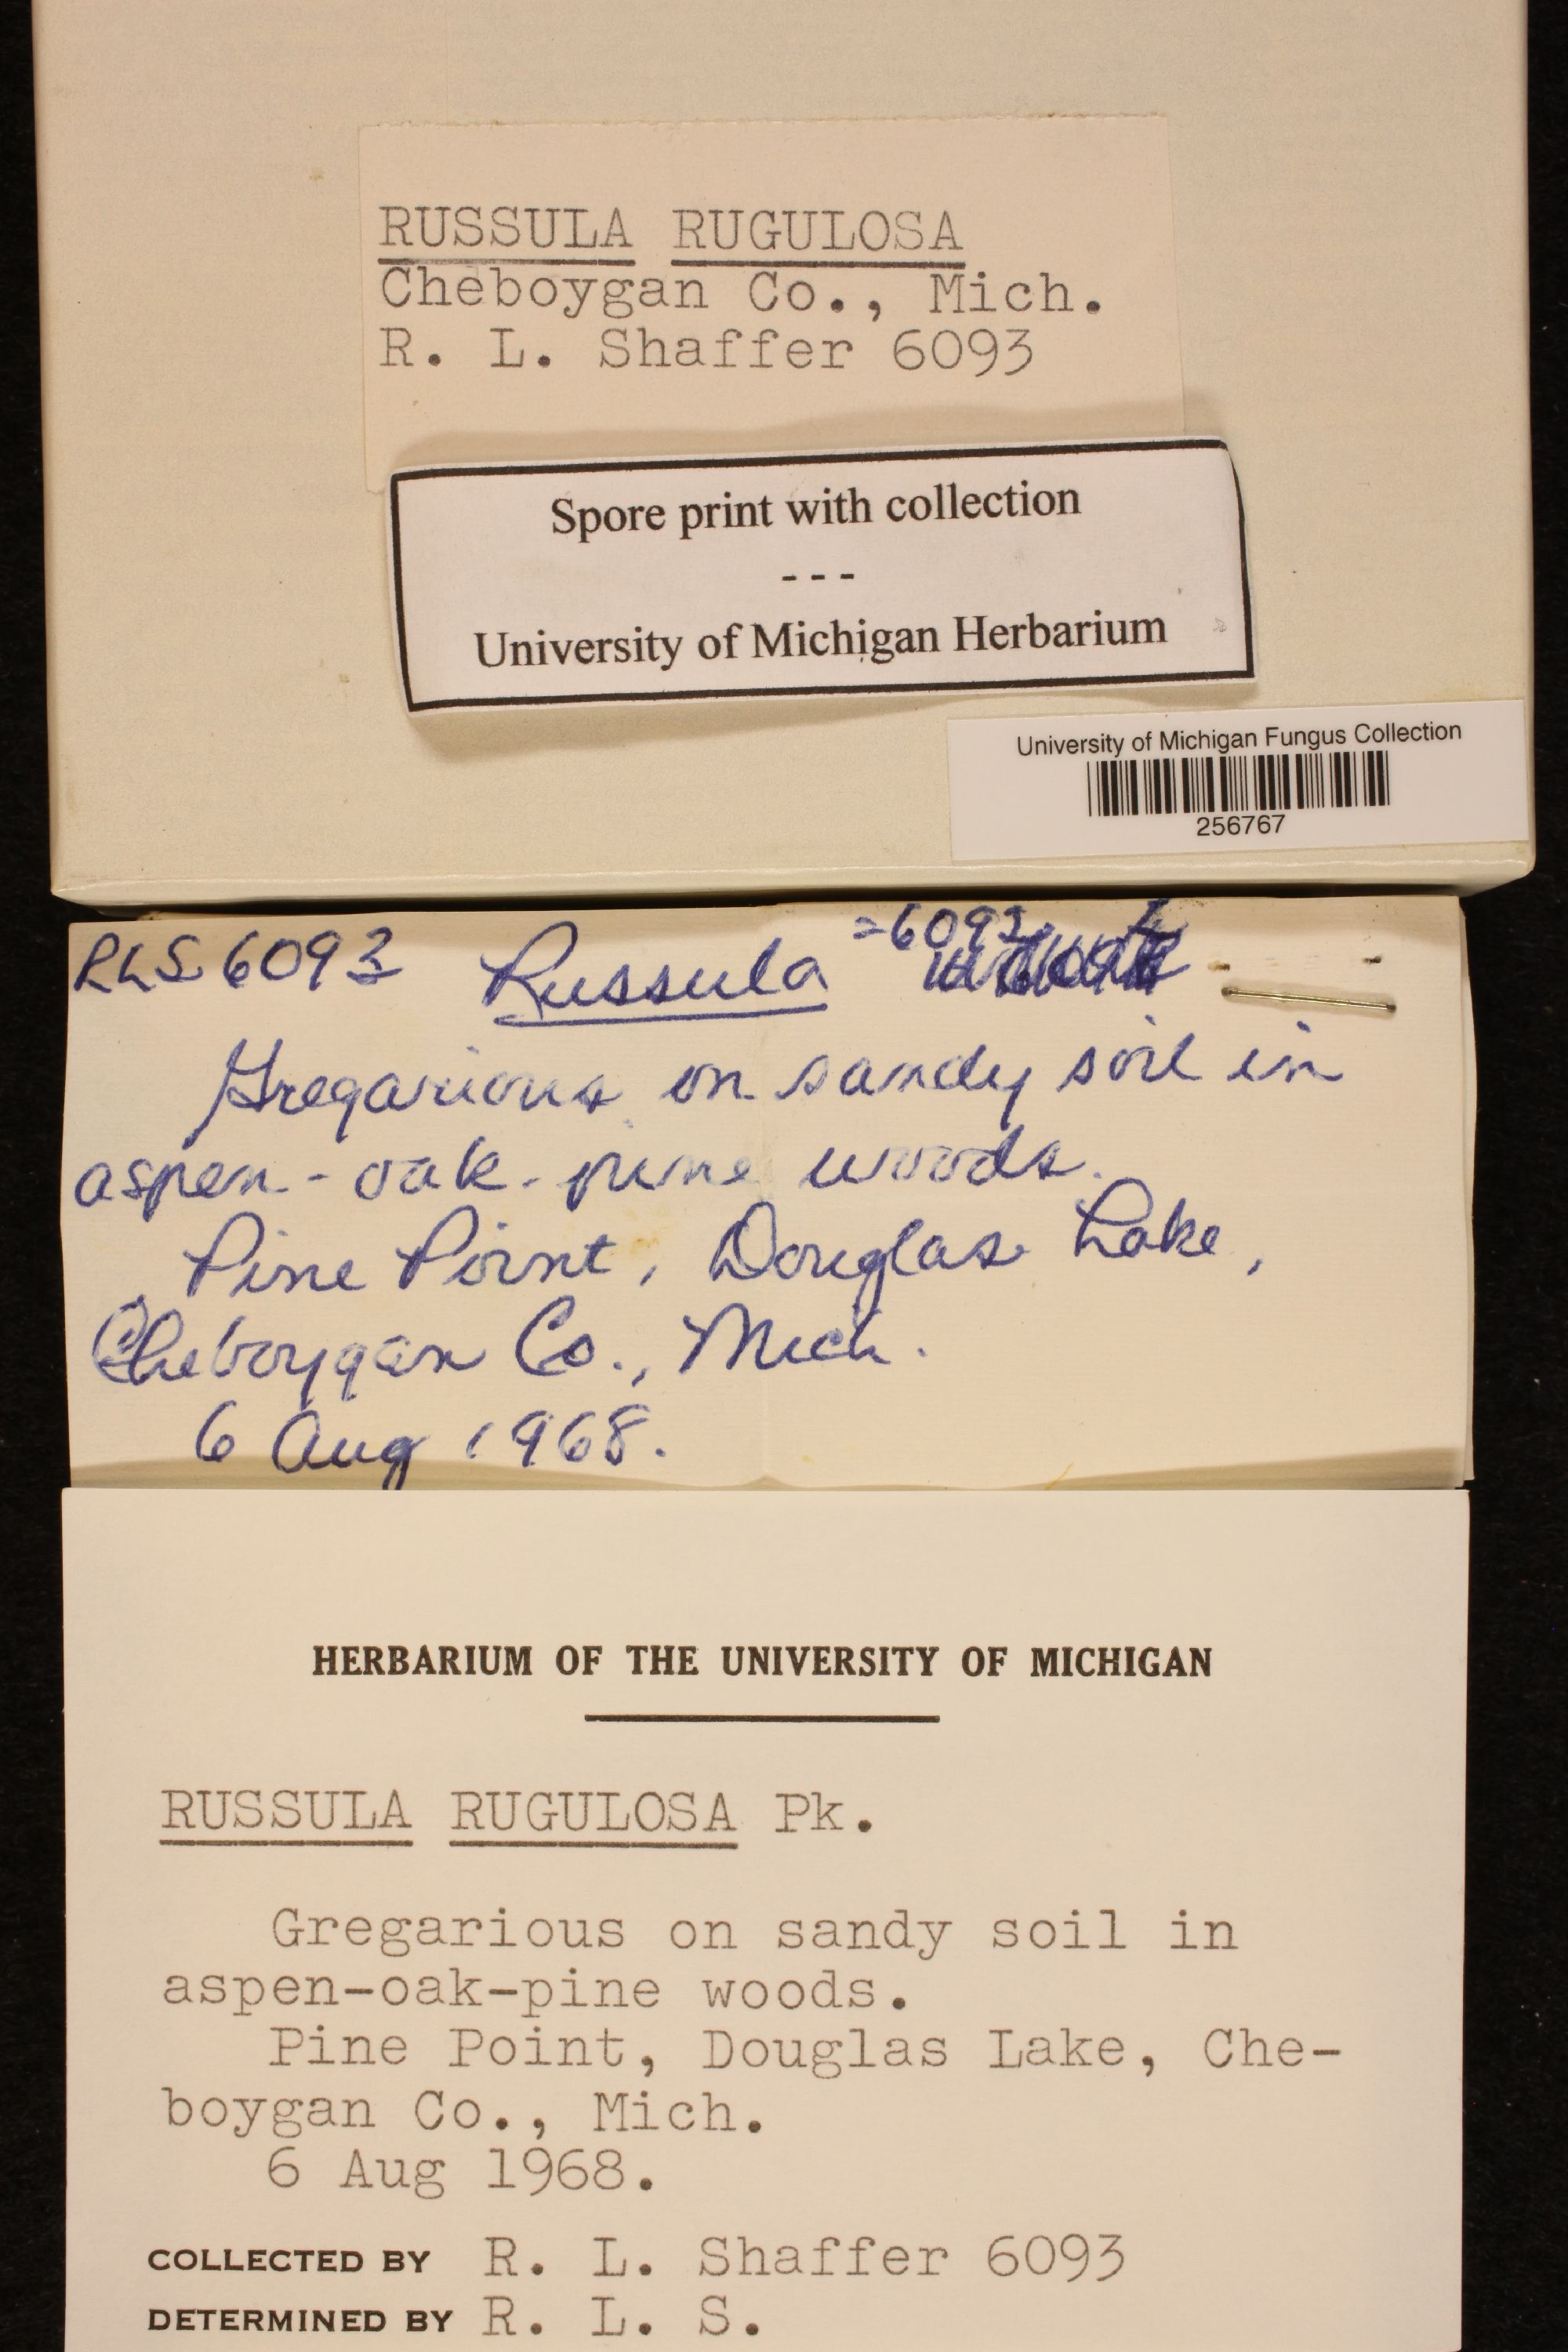 RUSSULA RUGULOSA
Cheboygan Co., Mich.
R. L. Shaffer 6093
Spore print with collection
---
University of Michigan Herbarium
University of Michigan Fungus Collection
256767
RLS 6093 Russula =6093
Gregarious on sandy soil in
aspen-oak-pine woods.
Pine Point, Douglas Lake,
Cheboygan Co., Mich.
6 Aug 1968.
HERBARIUM OF THE UNIVERSITY OF MICHIGAN
RUSSULA RUGULOSA Pk.
Gregarious on sandy soil in
aspen-oak-pine woods.
Pine Point, Douglas Lake, Che-
boygan Co., Mich.
6 Aug 1968.
COLLECTED BY R. L. Shaffer 6093
DETERMINED BY R. L. S.